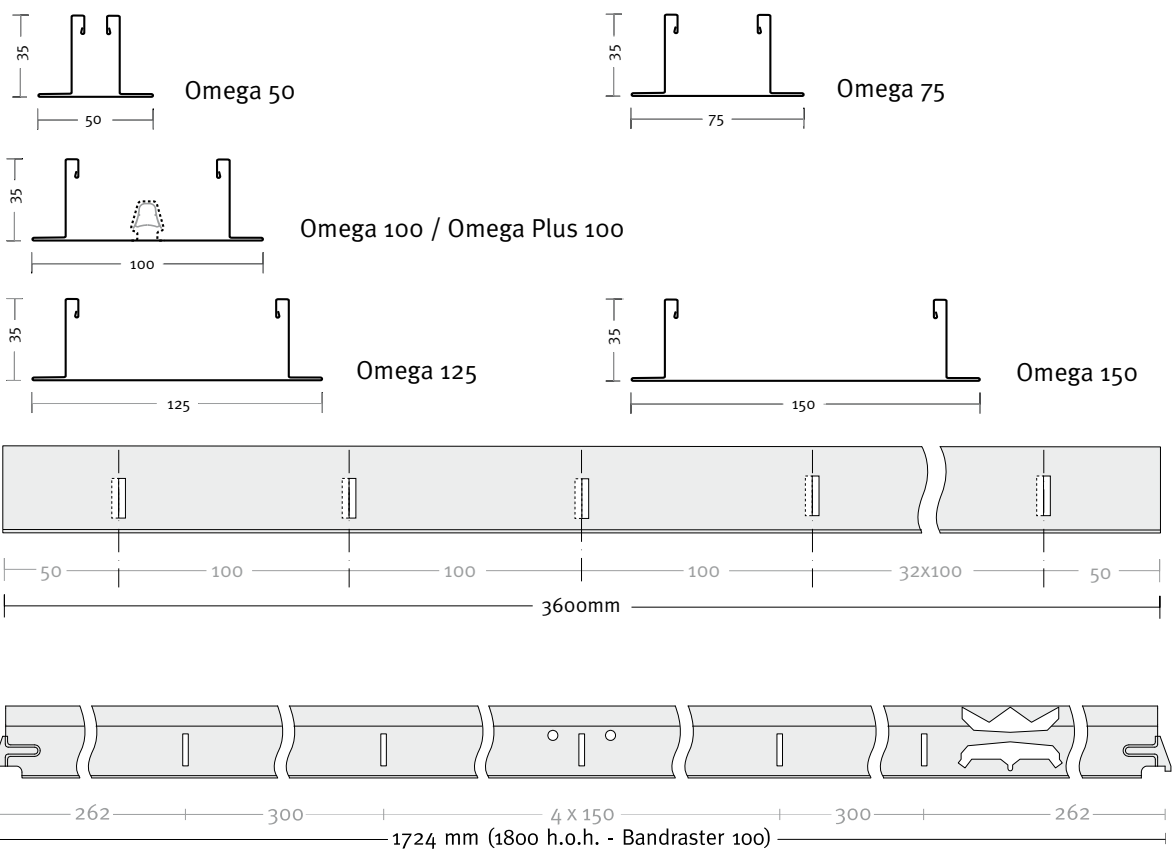 35
50
Omega 50
35
75
Omega 75
35
100
Omega 100 / Omega Plus 100
35
125
Omega 125
35
150
Omega 150
50 100 100 100 32X100 50
3600mm
262 300 4 X 150 300 262
1724 mm (1800 h.o.h. - Bandraster 100)